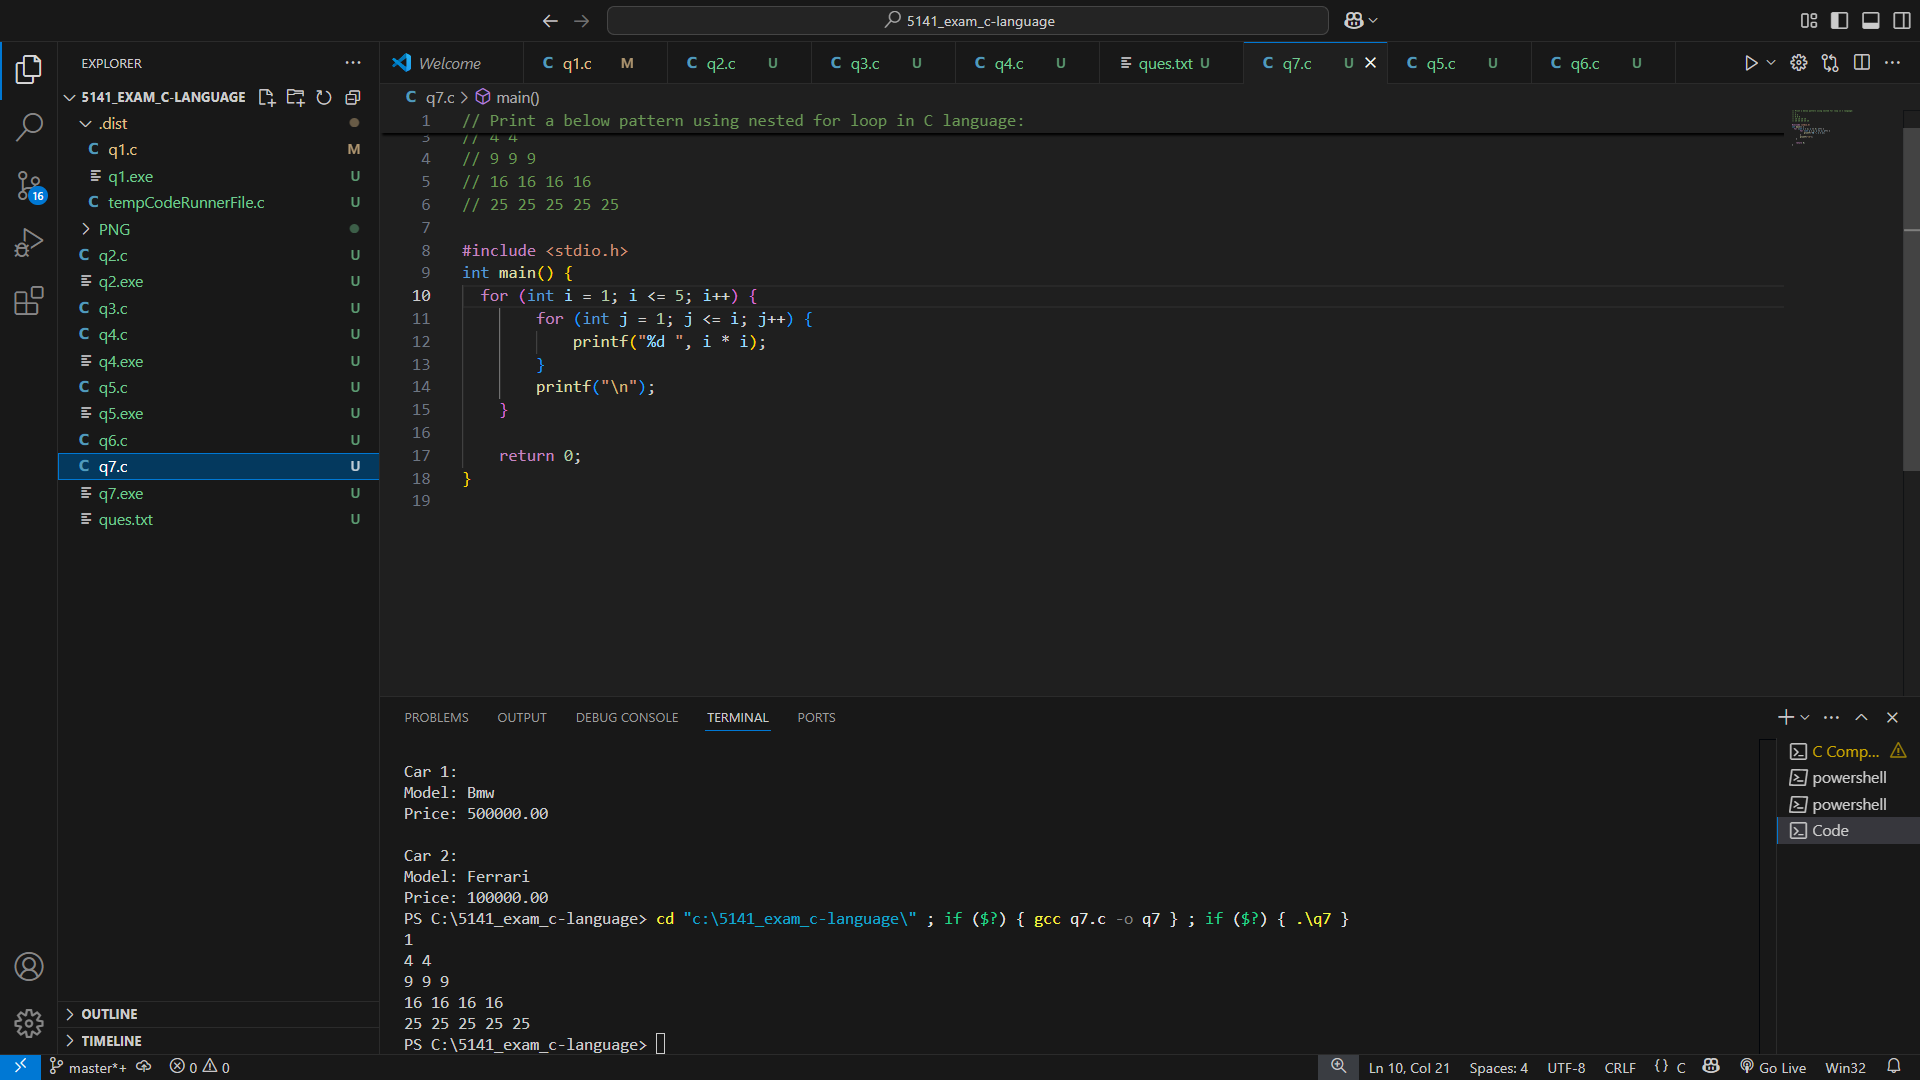 5141_exam_c-language
EXPLORER
5141_EXAM_C-LANGUAGE
.dist
C q1.c M
q1.exe U
C tempCodeRunnerFile.c U
PNG
C q2.c U
q2.exe U
C q3.c U
C q4.c U
q4.exe U
C q5.c U
q5.exe U
C q6.c U
C q7.c U
q7.exe U
ques.txt U
OUTLINE
TIMELINE
16
Welcome C q1.c M C q2.c U C q3.c U C q4.c U ques.txt U C q7.c U C q5.c U C q6.c U
C q7.c > main()
1 // Print a below pattern using nested for loop in C language:
3 // 4 4
4 // 9 9 9
5 // 16 16 16 16
6 // 25 25 25 25 25
7
8 #include <stdio.h>
9 int main() {
10 for (int i = 1; i <= 5; i++) {
11 for (int j = 1; j <= i; j++) {
12 printf("%d ", i * i);
13 }
14 printf("\n");
15 }
16
17 return 0;
18 }
19
PROBLEMS OUTPUT DEBUG CONSOLE TERMINAL PORTS
Car 1:
Model: Bmw
Price: 500000.00
Car 2:
Model: Ferrari
Price: 100000.00
PS C:\5141_exam_c-language> cd "c:\5141_exam_c-language\" ; if ($?) { gcc q7.c -o q7 } ; if ($?) { .\q7 }
1
4 4
9 9 9
16 16 16 16
25 25 25 25 25
PS C:\5141_exam_c-language>
C Comp...
powershell
powershell
Code
master*+ 0 0 Ln 10, Col 21 Spaces: 4 UTF-8 CRLF {} C Go Live Win32